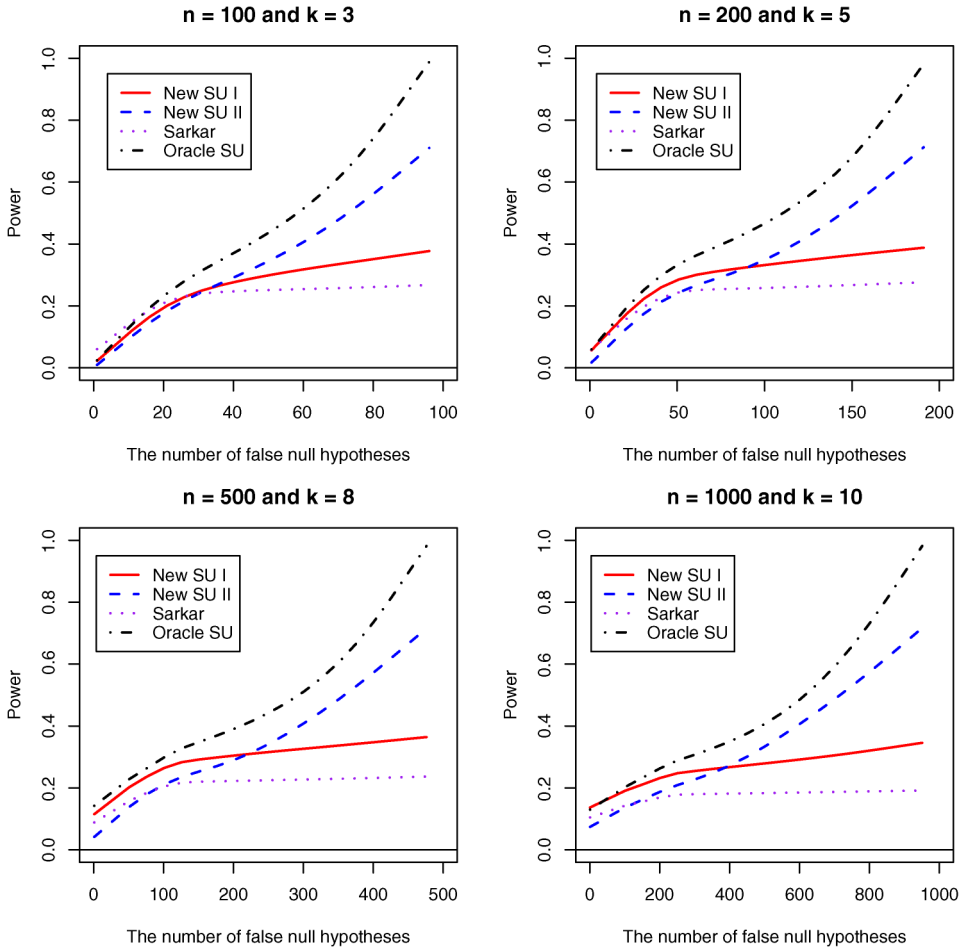 n = 100 and k = 3
Power
0.0 0.2 0.4 0.6 0.8 1.0
New SU I
New SU II
Sarkar
Oracle SU
0 20 40 60 80 100
The number of false null hypotheses
n = 200 and k = 5
Power
0.0 0.2 0.4 0.6 0.8 1.0
New SU I
New SU II
Sarkar
Oracle SU
0 50 100 150 200
The number of false null hypotheses
n = 500 and k = 8
Power
0.0 0.2 0.4 0.6 0.8 1.0
New SU I
New SU II
Sarkar
Oracle SU
0 100 200 300 400 500
The number of false null hypotheses
n = 1000 and k = 10
Power
0.0 0.2 0.4 0.6 0.8 1.0
New SU I
New SU II
Sarkar
Oracle SU
0 200 400 600 800 1000
The number of false null hypotheses